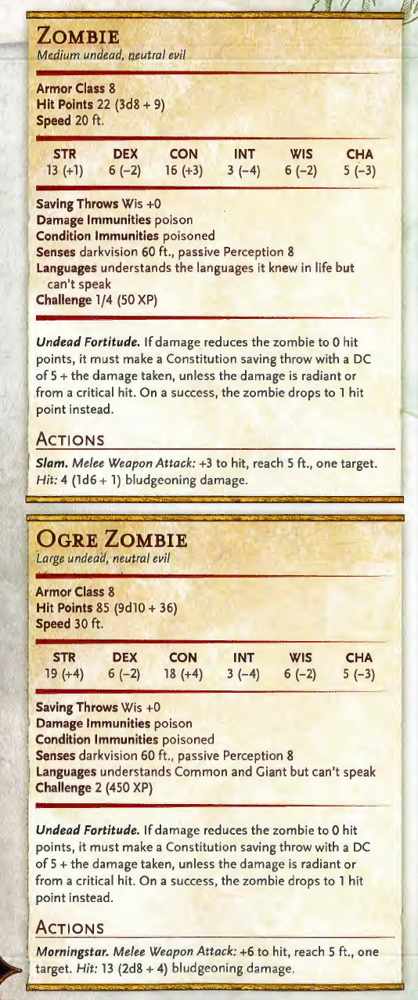 ZOMBIE
Medium undead, neutral evil
Armor Class 8
Hit Points 22 (3d8 + 9)
Speed 20 ft.
STR DEX CON INT WIS CHA
13 (+1) 6 (−2) 16 (+3) 3 (−4) 6 (−2) 5 (−3)
Saving Throws Wis +0
Damage Immunities poison
Condition Immunities poisoned
Senses darkvision 60 ft., passive Perception 8
Languages understands the languages it knew in life but
can't speak
Challenge 1/4 (50 XP)
Undead Fortitude. If damage reduces the zombie to 0 hit
points, it must make a Constitution saving throw with a DC
of 5 + the damage taken, unless the damage is radiant or
from a critical hit. On a success, the zombie drops to 1 hit
point instead.
ACTIONS
Slam. Melee Weapon Attack: +3 to hit, reach 5 ft., one target.
Hit: 4 (1d6 + 1) bludgeoning damage.
OGRE ZOMBIE
Large undead, neutral evil
Armor Class 8
Hit Points 85 (9d10 + 36)
Speed 30 ft.
STR DEX CON INT WIS CHA
19 (+4) 6 (−2) 18 (+4) 3 (−4) 6 (−2) 5 (−3)
Saving Throws Wis +0
Damage Immunities poison
Condition Immunities poisoned
Senses darkvision 60 ft., passive Perception 8
Languages understands Common and Giant but can't speak
Challenge 2 (450 XP)
Undead Fortitude. If damage reduces the zombie to 0 hit
points, it must make a Constitution saving throw with a DC
of 5 + the damage taken, unless the damage is radiant or
from a critical hit. On a success, the zombie drops to 1 hit
point instead.
ACTIONS
Morningstar. Melee Weapon Attack: +6 to hit, reach 5 ft., one
target. Hit: 13 (2d8 + 4) bludgeoning damage.